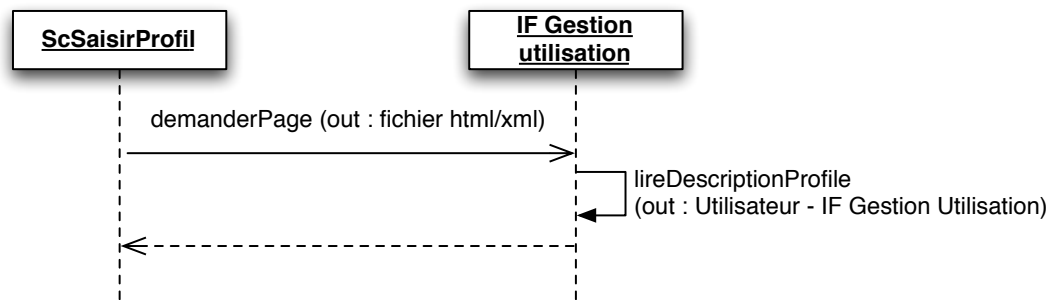 ScSaisirProfil
IF Gestion
utilisation
demanderPage (out : fichier html/xml)
lireDescriptionProfile
(out : Utilisateur - IF Gestion Utilisation)